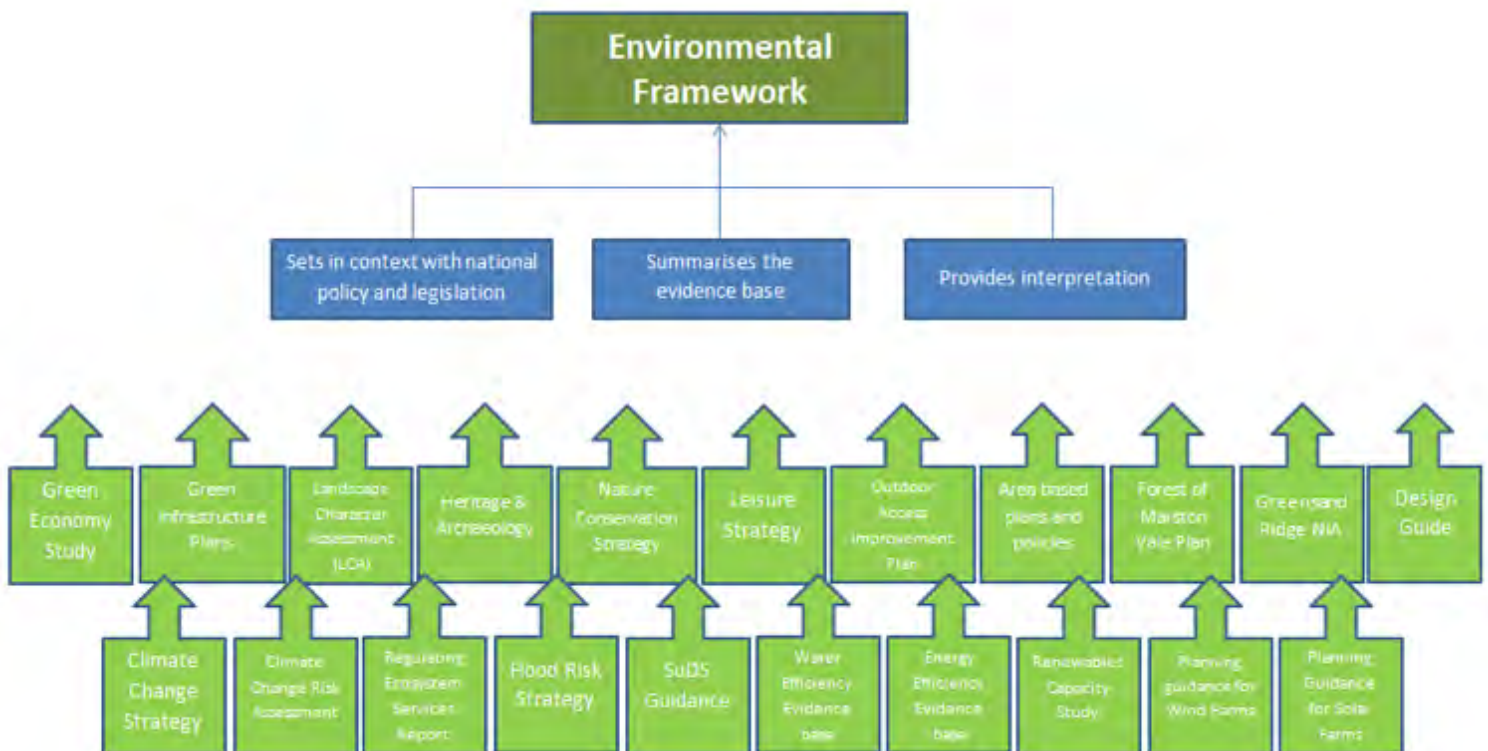 Environmental
Framework
Sets in context with national
policy and legislation
Summarises the
evidence base
Provides interpretation
Green
Economy
Study
Green
Infrastructure
Plans
Landscape
Character
Assessment
(LCA)
Heritage &
Archaeology
Nature
Conservation
Strategy
Leisure
Strategy
Outdoor
Access
Improvement
Plan
Area based
plans and
policies
Forest of
Marston
Vale Plan
Greensand
Ridge NIA
Design
Guide
Climate
Change
Strategy
Climate
Change Risk
Assessment
Regulating
Ecosystem
Services
Report
Flood Risk
Strategy
SuDS
Guidance
Water
Efficiency
Evidence
base
Energy
Efficiency
Evidence
base
Renewables
Capacity
Study
Planning
guidance for
Wind Farms
Planning
Guidance
for Solar
Farms